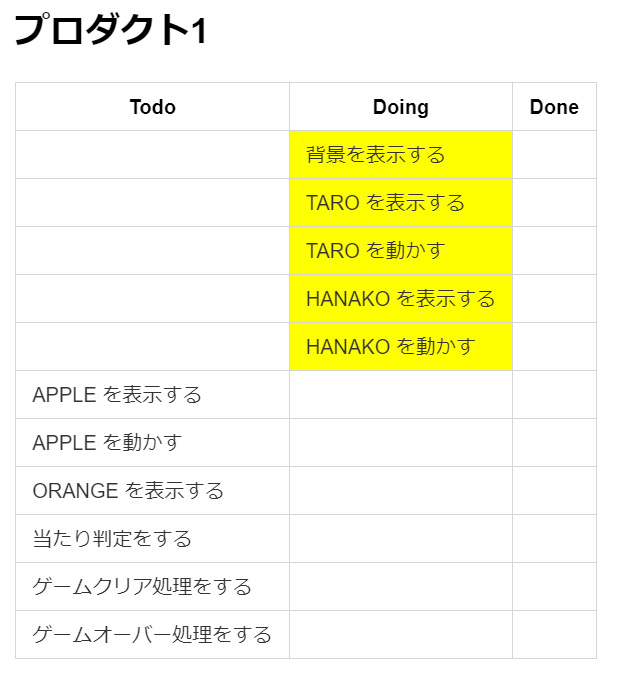 プロダクト1
Todo Doing Done
背景を表示する
TARO を表示する
TARO を動かす
HANAKO を表示する
HANAKO を動かす
APPLE を表示する
APPLE を動かす
ORANGE を表示する
当たり判定をする
ゲームクリア処理をする
ゲームオーバー処理をする